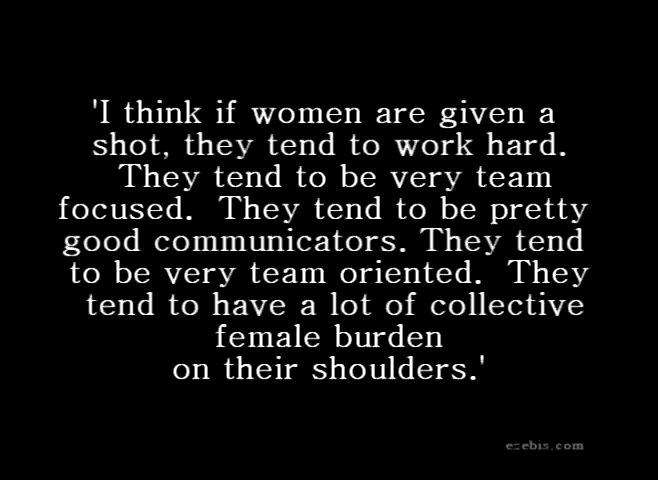 'I think if women are given a
shot, they tend to work hard.
They tend to be very team
focused. They tend to be pretty
good communicators. They tend
to be very team oriented. They
tend to have a lot of collective
female burden
on their shoulders.'